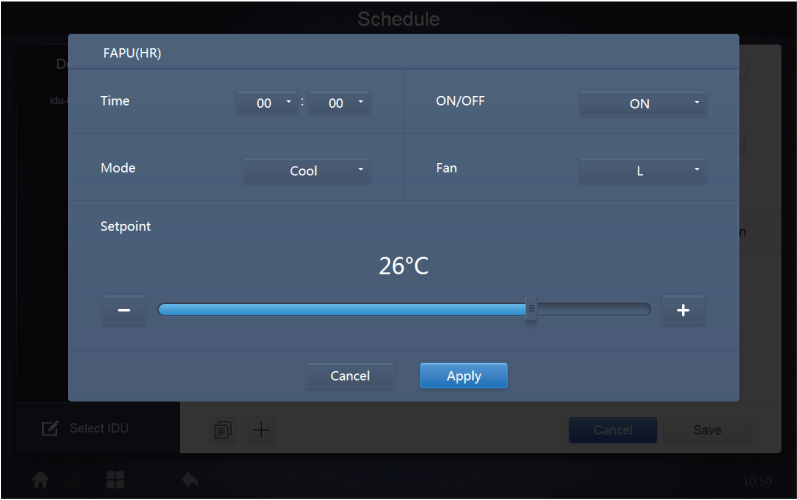 Schedule
FAPU(HR)
Time 00 : 00 ON/OFF ON
Mode Cool Fan L
Setpoint
26°C
− +
Cancel Apply
Select IDU Cancel Save
10:50